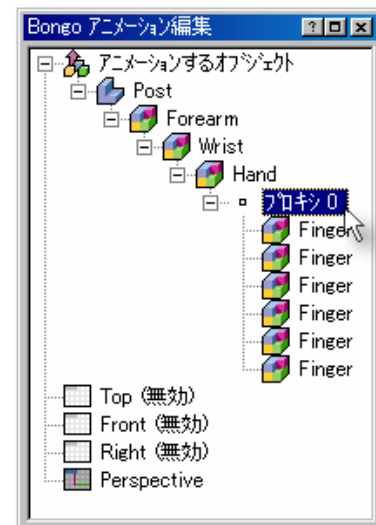 Bongo アニメーション編集
アニメーションするオブジェクト
Post
Forearm
Wrist
Hand
プロキシ 0
Finger
Finger
Finger
Finger
Finger
Finger
Top (無効)
Front (無効)
Right (無効)
Perspective